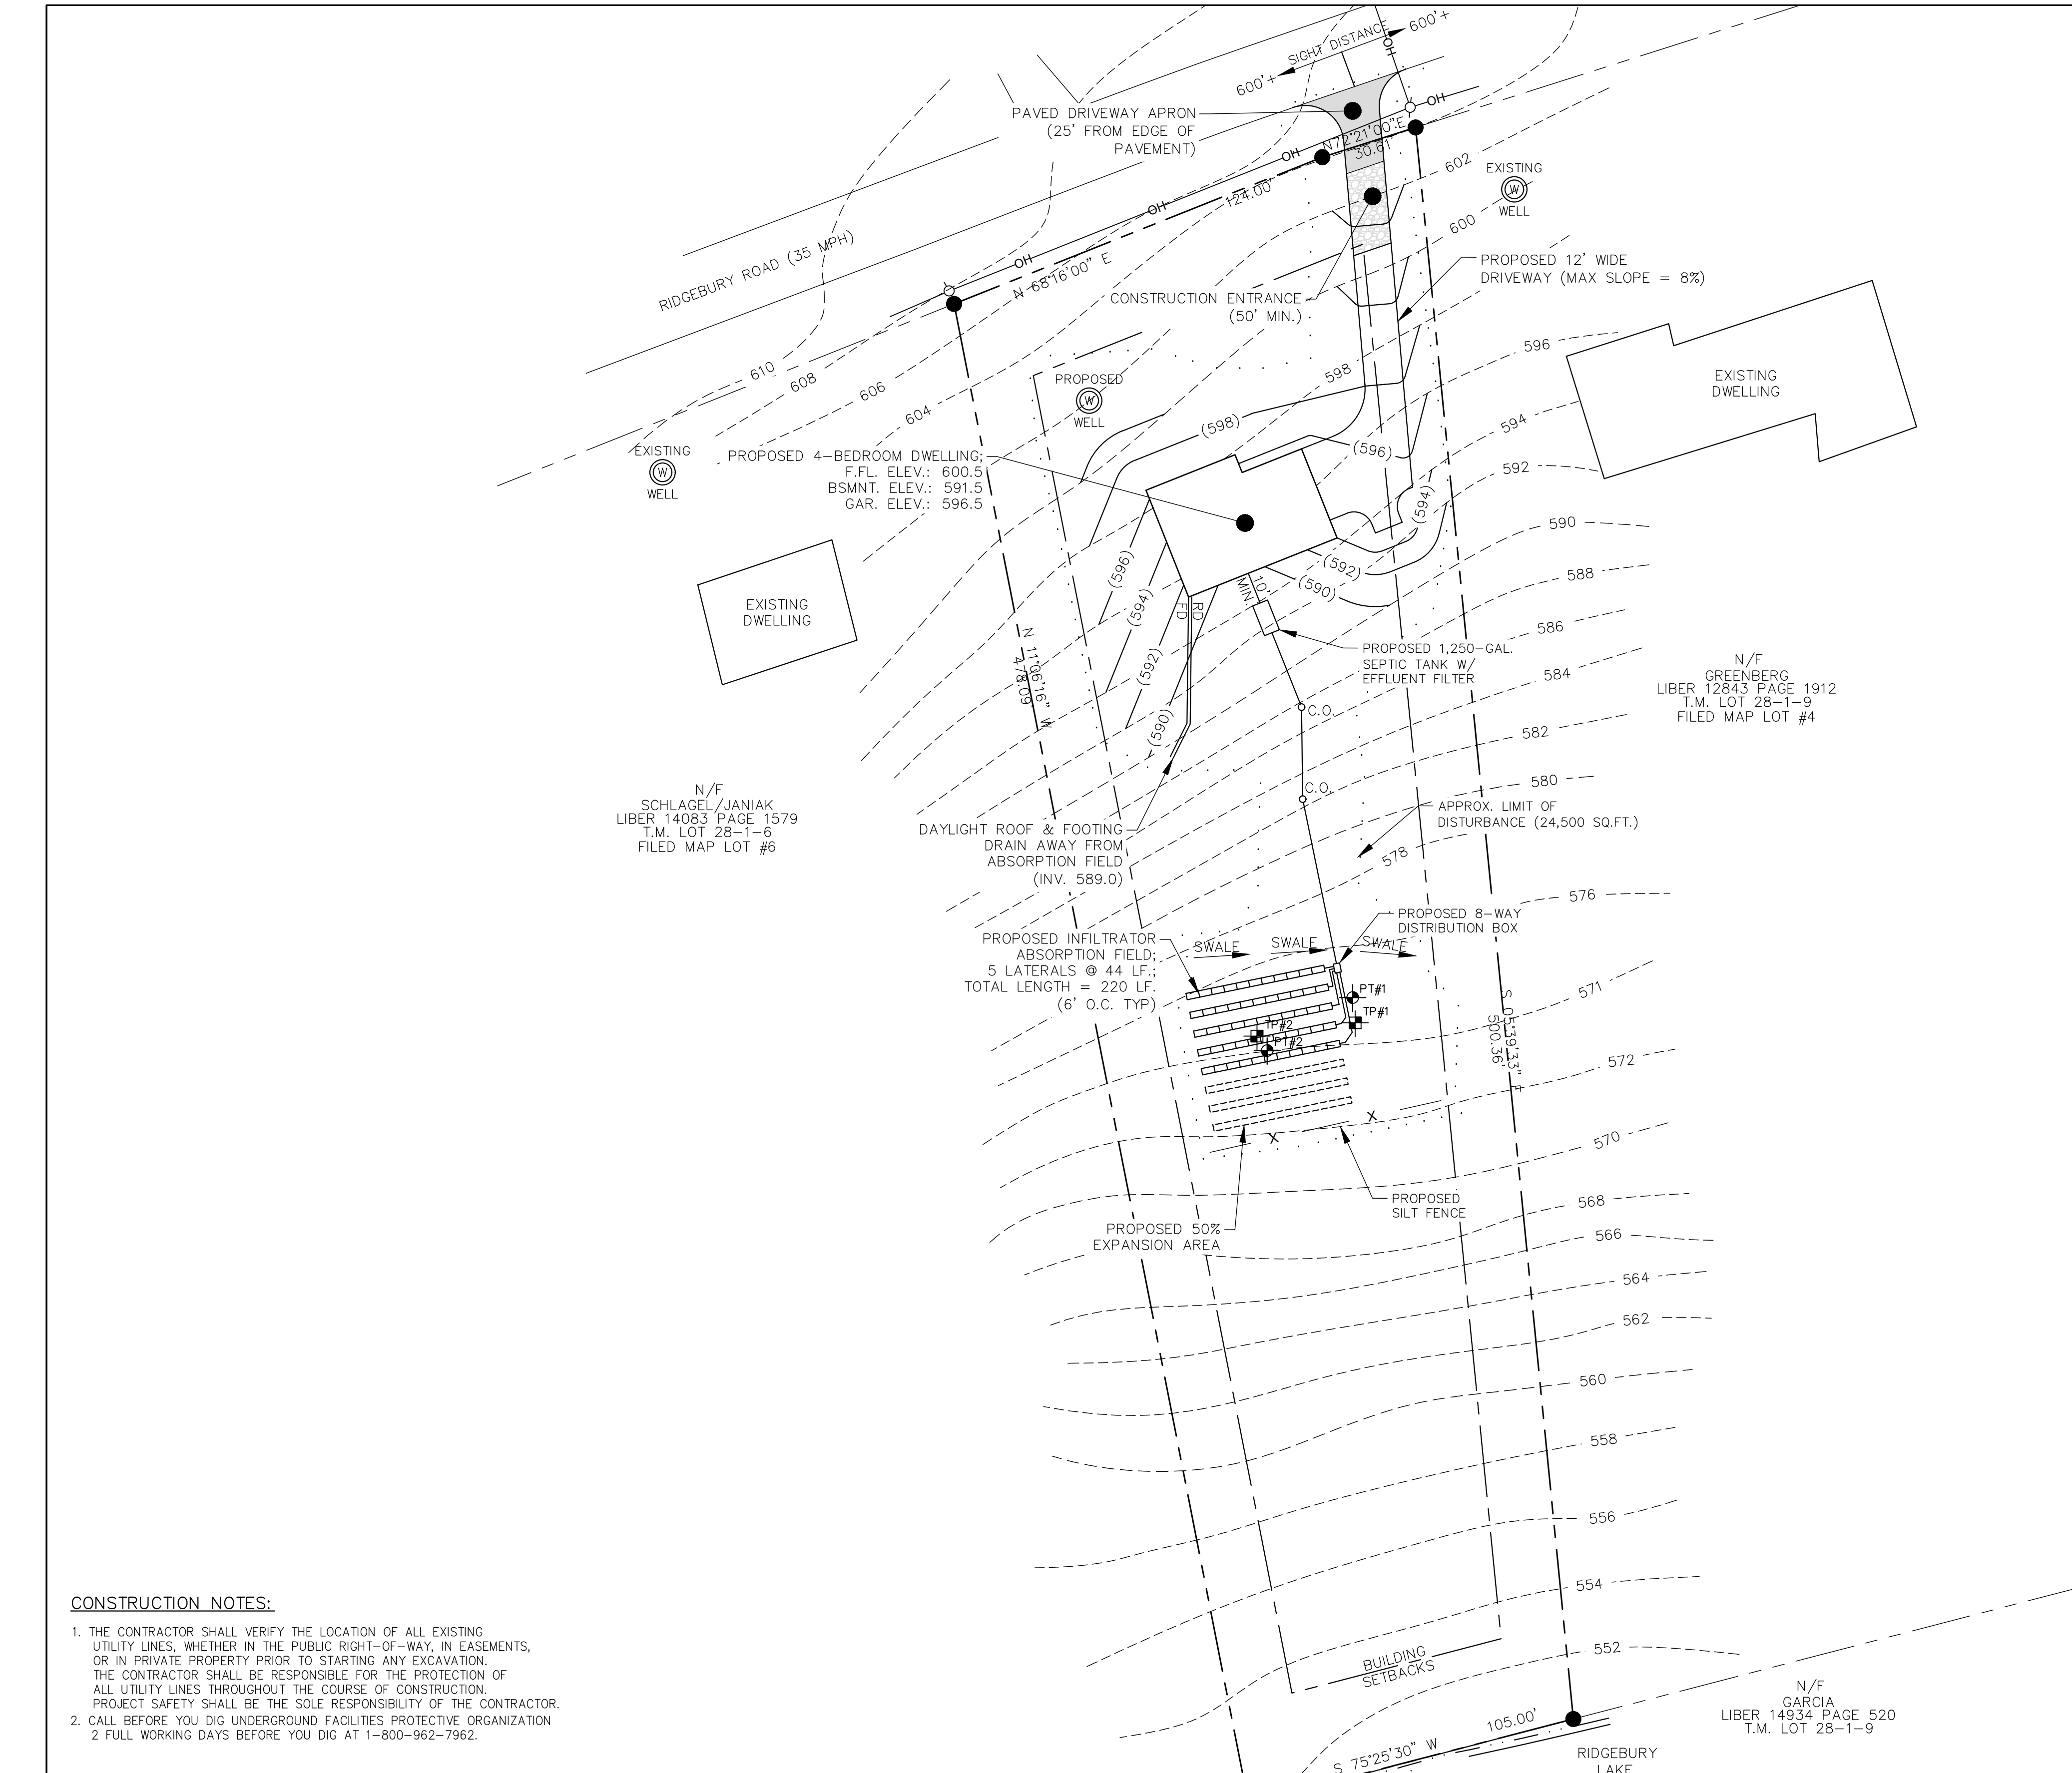 SIGHT DISTANCE
600'+
600'+
OH
OH
PAVED DRIVEWAY APRON
(25' FROM EDGE OF
PAVEMENT)
N72°21'00"E
30.61'
OH
124.00'
OH
OH
N 68°16'00" E
RIDGEBURY ROAD (35 MPH)
602
600
EXISTING
W
WELL
PROPOSED 12' WIDE
DRIVEWAY (MAX SLOPE = 8%)
CONSTRUCTION ENTRANCE
(50' MIN.)
610
608
606
604
598
596
594
592
590
588
586
584
582
580
578
576
571
572
570
568
566
564
562
560
558
556
554
552
EXISTING
DWELLING
PROPOSED
W
WELL
(598)
(596)
(594)
(592)
(590)
EXISTING
W
WELL
PROPOSED 4-BEDROOM DWELLING;
F.FL. ELEV.: 600.5
BSMNT. ELEV.: 591.5
GAR. ELEV.: 596.5
(596)
(594)
(592)
(590)
EXISTING
DWELLING
10'
MIN.
FD
RD
N 11°06'16" W
478.09'
PROPOSED 1,250-GAL.
SEPTIC TANK W/
EFFLUENT FILTER
C.O.
C.O.
N/F
GREENBERG
LIBER 12843 PAGE 1912
T.M. LOT 28-1-9
FILED MAP LOT #4
N/F
SCHLAGEL/JANIAK
LIBER 14083 PAGE 1579
T.M. LOT 28-1-6
FILED MAP LOT #6
APPROX. LIMIT OF
DISTURBANCE (24,500 SQ.FT.)
DAYLIGHT ROOF & FOOTING
DRAIN AWAY FROM
ABSORPTION FIELD
(INV. 589.0)
PROPOSED 8-WAY
DISTRIBUTION BOX
SWALE
SWALE
SWALE
PROPOSED INFILTRATOR
ABSORPTION FIELD;
5 LATERALS @ 44 LF.;
TOTAL LENGTH = 220 LF.
(6' O.C. TYP)
PT#1
TP#1
TP#2
PT#2
S 05°39'33" E
500.36'
X
X
PROPOSED
SILT FENCE
PROPOSED 50%
EXPANSION AREA
BUILDING
SETBACKS
105.00'
S 75°25'30" W
RIDGEBURY
LAKE
N/F
GARCIA
LIBER 14934 PAGE 520
T.M. LOT 28-1-9
CONSTRUCTION NOTES:
1. THE CONTRACTOR SHALL VERIFY THE LOCATION OF ALL EXISTING
UTILITY LINES, WHETHER IN THE PUBLIC RIGHT-OF-WAY, IN EASEMENTS,
OR IN PRIVATE PROPERTY PRIOR TO STARTING ANY EXCAVATION.
THE CONTRACTOR SHALL BE RESPONSIBLE FOR THE PROTECTION OF
ALL UTILITY LINES THROUGHOUT THE COURSE OF CONSTRUCTION.
PROJECT SAFETY SHALL BE THE SOLE RESPONSIBILITY OF THE CONTRACTOR.
2. CALL BEFORE YOU DIG UNDERGROUND FACILITIES PROTECTIVE ORGANIZATION
2 FULL WORKING DAYS BEFORE YOU DIG AT 1-800-962-7962.